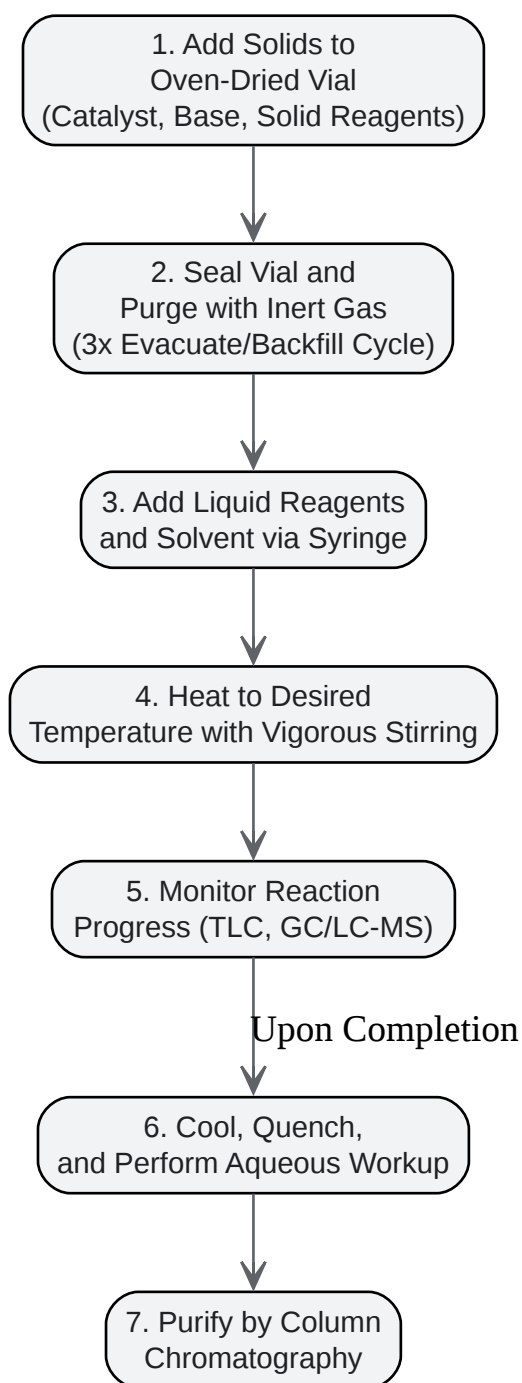 1. Add Solids to
Oven-Dried Vial
(Catalyst, Base, Solid Reagents)
2. Seal Vial and
Purge with Inert Gas
(3x Evacuate/Backfill Cycle)
3. Add Liquid Reagents
and Solvent via Syringe
4. Heat to Desired
Temperature with Vigorous Stirring
5. Monitor Reaction
Progress (TLC, GC/LC-MS)
Upon Completion
6. Cool, Quench,
and Perform Aqueous Workup
7. Purify by Column
Chromatography